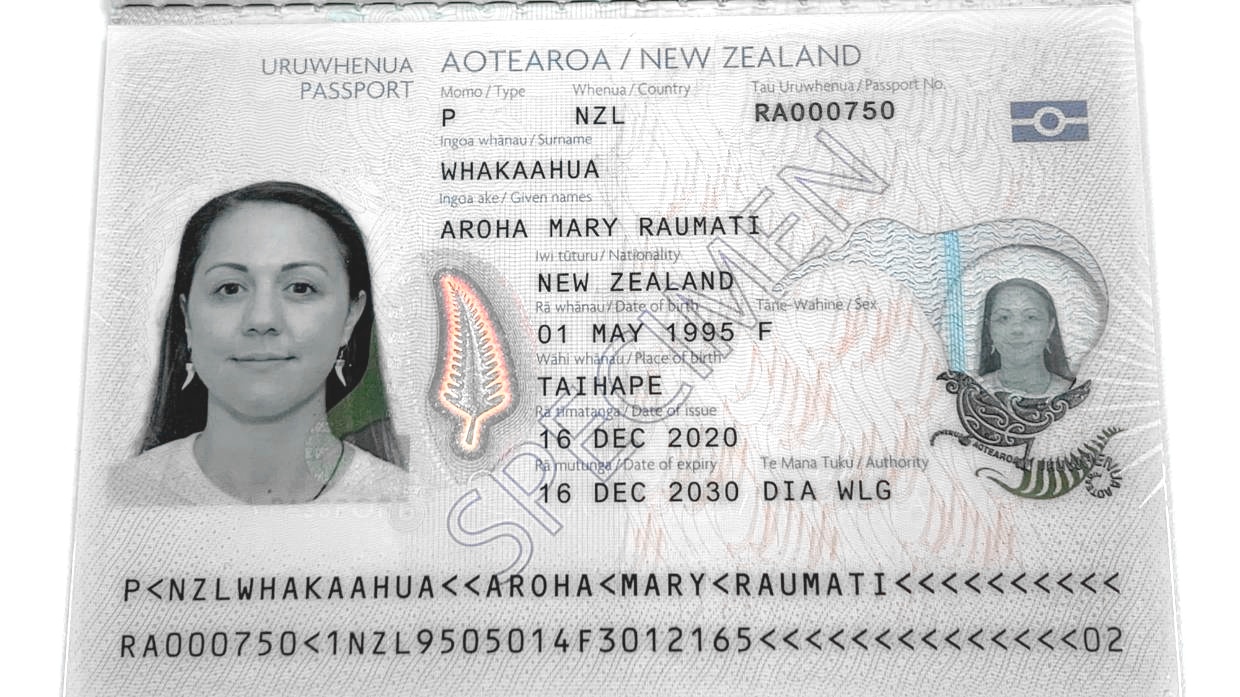 URUWHENUA
PASSPORT
AOTEAROA / NEW ZEALAND
Momo / Type Whenua / Country Tau Uruwhenua / Passport No.
P NZL RA000750
Ingoa whānau / Surname
WHAKAAHUA
Ingoa ake / Given names
AROHA MARY RAUMATI
Iwi tūturu / Nationality
NEW ZEALAND
Rā whānau / Date of birth Tāne-Wahine / Sex
01 MAY 1995 F
Wāhi whānau / Place of birth
TAIHAPE
Rā tīmatanga / Date of issue
16 DEC 2020
Rā mutunga / Date of expiry Te Mana Tuku / Authority
16 DEC 2030 DIA WLG
SPECIMEN
P<NZLWHAKAAHUA<<AROHA<MARY<RAUMATI<<<<<<<<<<
RA000750<1NZL9505014F3012165<<<<<<<<<<<<<<02